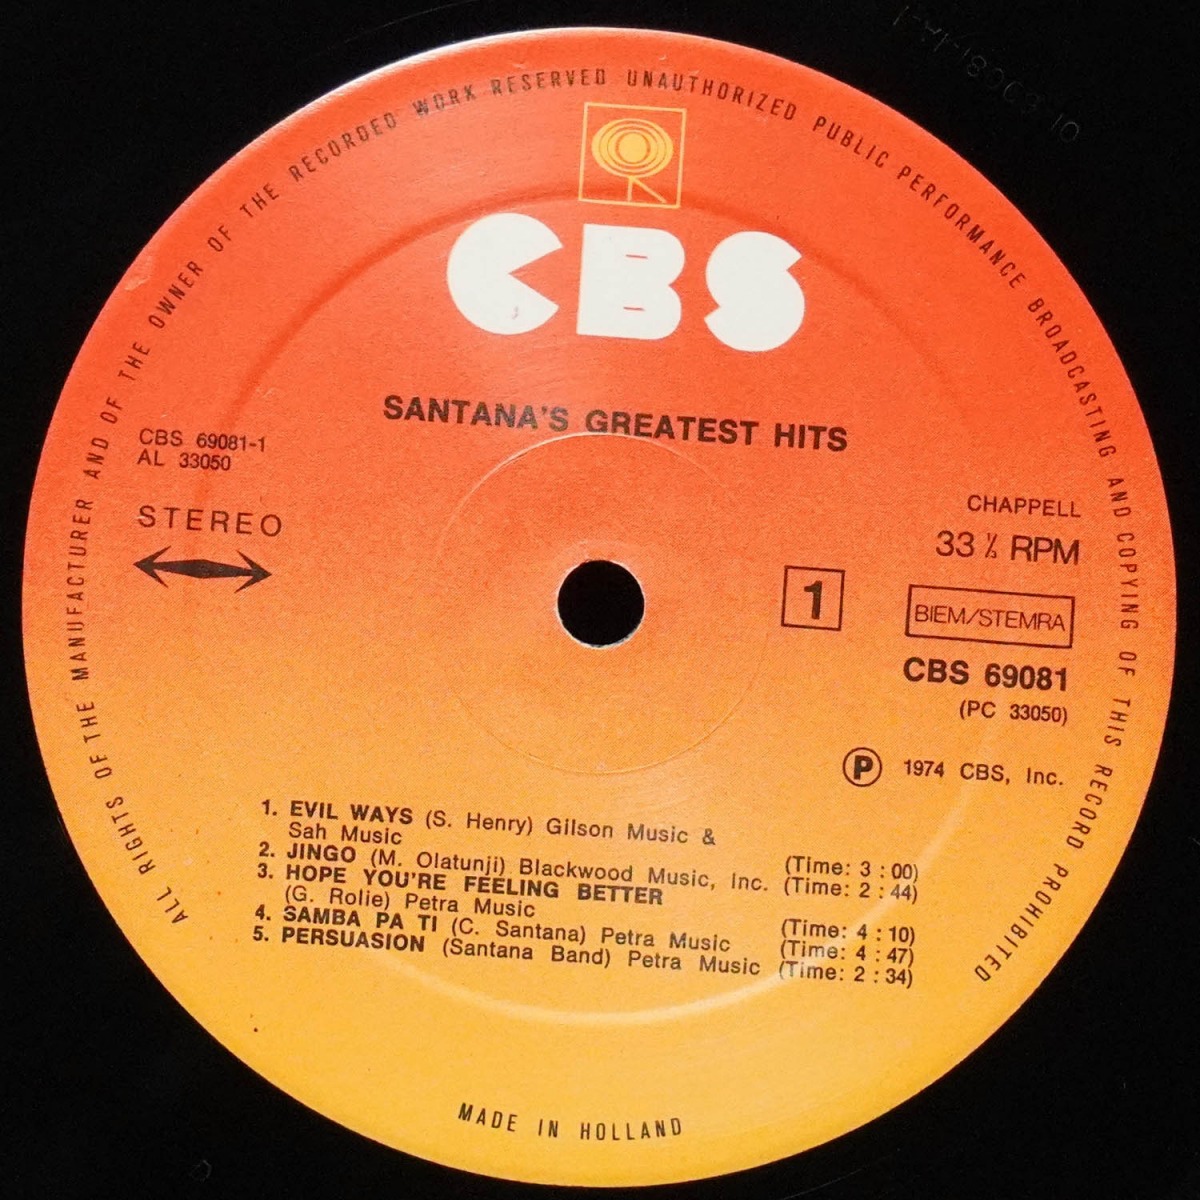 ALL RIGHTS OF THE MANUFACTURER AND OF THE OWNER OF THE RECORDED WORK RESERVED UNAUTHORIZED PUBLIC PERFORMANCE BROADCASTING AND COPYING OF THIS RECORD PROHIBITED
CBS
SANTANA'S GREATEST HITS
CBS 69081-1
AL 33050
STEREO
CHAPPELL
33 ⅓ RPM
1
BIEM/STEMRA
CBS 69081
(PC 33050)
Ⓟ 1974 CBS, Inc.
1. EVIL WAYS (S. Henry) Gilson Music &
Sah Music (Time: 3 : 00)
2. JINGO (M. Olatunji) Blackwood Music, Inc. (Time: 2 : 44)
3. HOPE YOU'RE FEELING BETTER
(G. Rolie) Petra Music (Time: 4 : 10)
4. SAMBA PA TI (C. Santana) Petra Music (Time: 4 : 47)
5. PERSUASION (Santana Band) Petra Music (Time: 2 : 34)
MADE IN HOLLAND